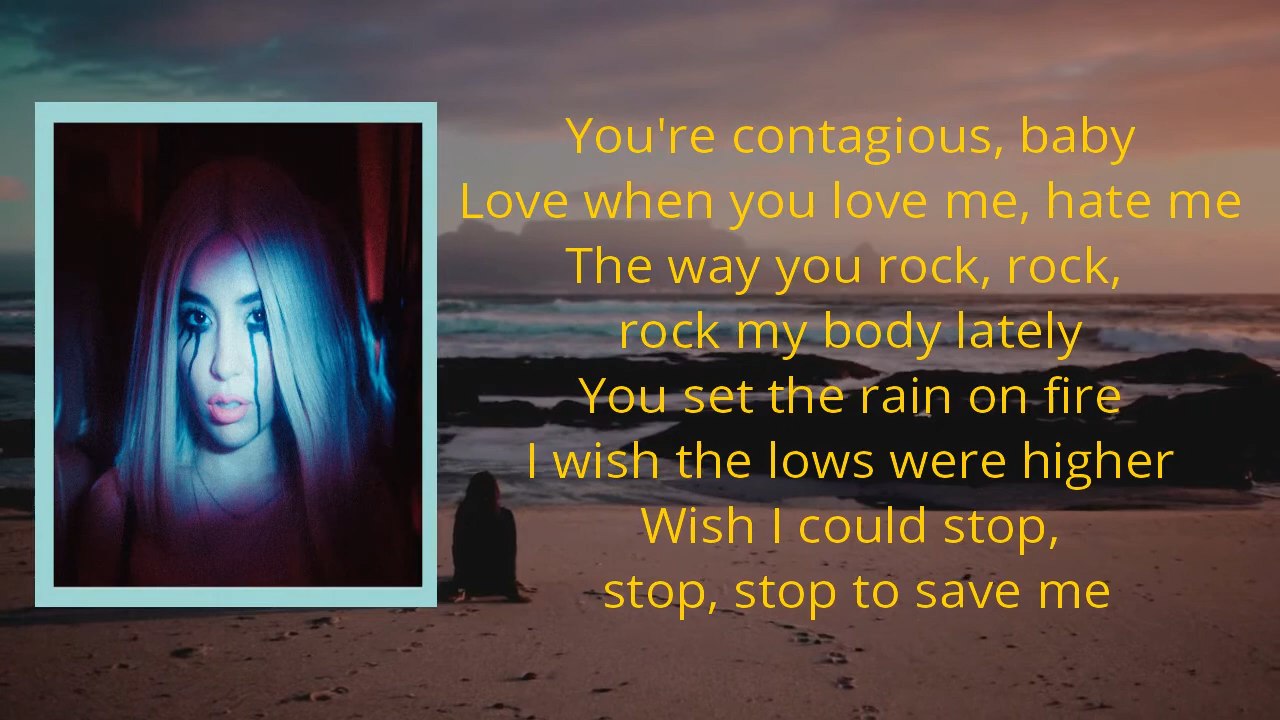 You're contagious, baby
Love when you love me, hate me
The way you rock, rock,
rock my body lately
You set the rain on fire
I wish the lows were higher
Wish I could stop,
stop, stop to save me